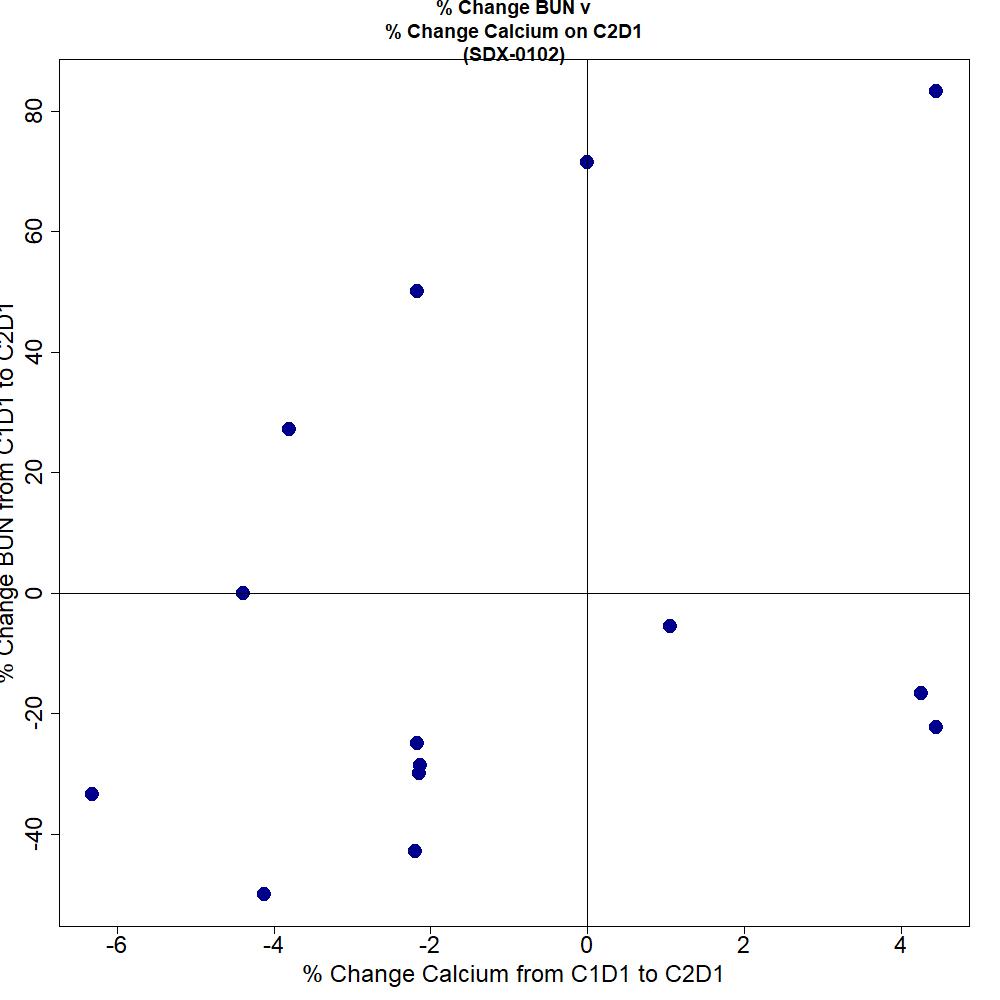 % Change BUN v
% Change Calcium on C2D1
(SDX-0102)
80
60
40
20
0
-20
-40
% Change BUN from C1D1 to C2D1
-6
-4
-2
0
2
4
% Change Calcium from C1D1 to C2D1